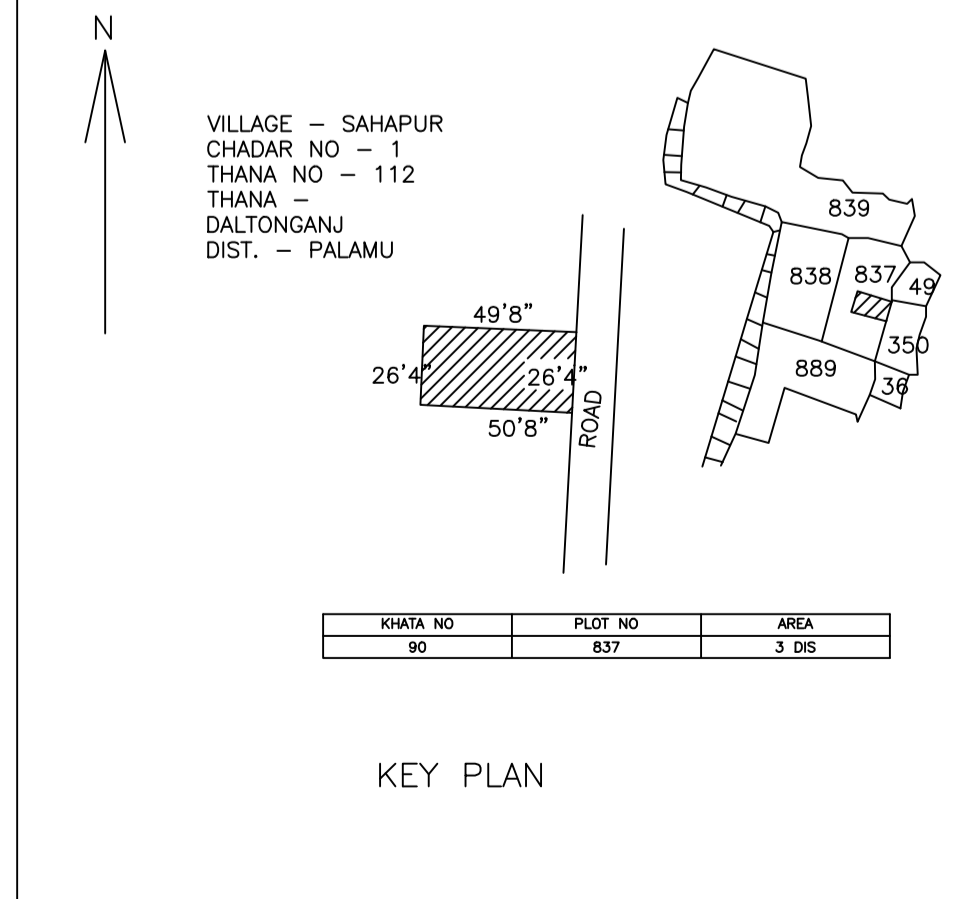 N
VILLAGE – SAHAPUR
CHADAR NO – 1
THANA NO – 112
THANA –
DALTONGANJ
DIST. – PALAMU
839
838
837
49
350
889
36
49'8"
26'4"
26'4"
50'8"
ROAD
KHATA NO PLOT NO AREA
90 837 3 DIS
KEY PLAN